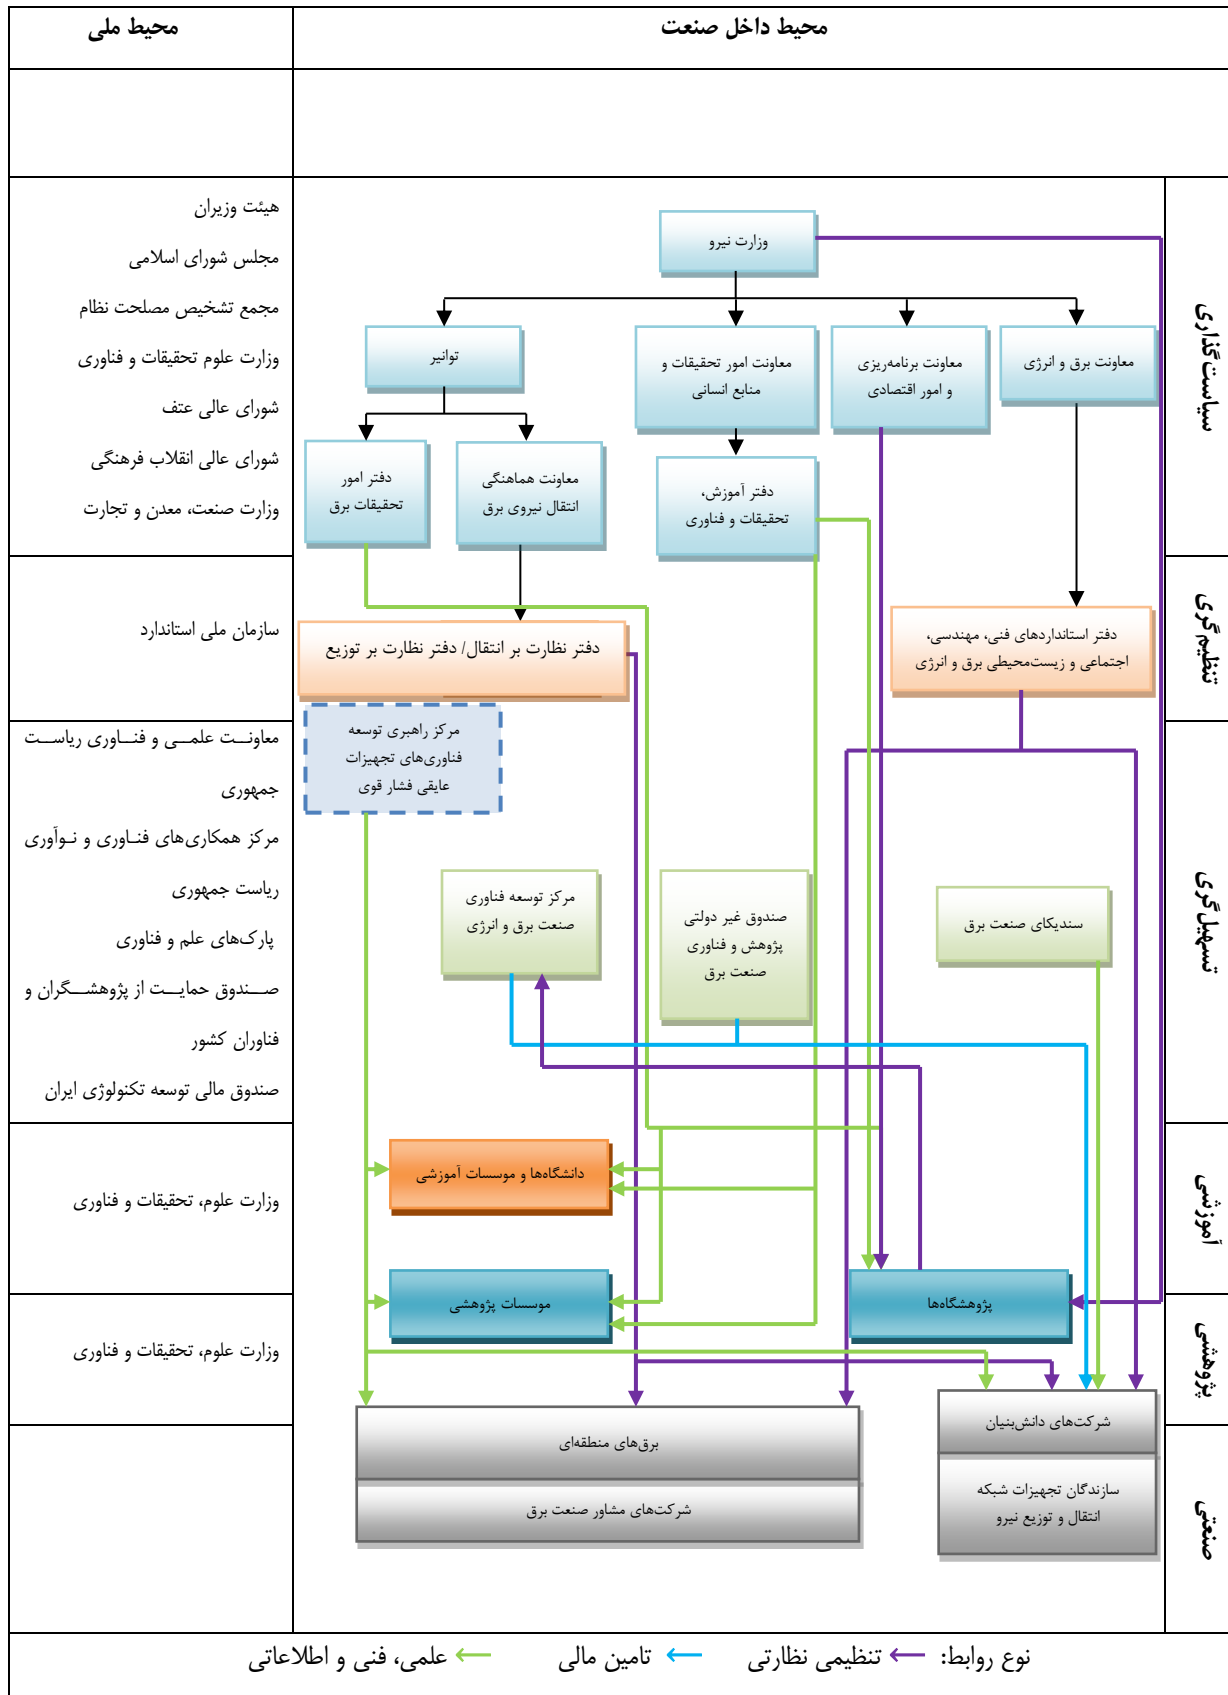 محیط داخل صنعت
محیط ملی
سیاست‌گذاری
وزارت نیرو
معاونت برق و انرژی
معاونت برنامه‌ریزی
و امور اقتصادی
معاونت امور تحقیقات و
منابع انسانی
توانیر
دفتر آموزش،
تحقیقات و فناوری
معاونت هماهنگی
انتقال نیروی برق
دفتر امور
تحقیقات برق
هیئت وزیران
مجلس شورای اسلامی
مجمع تشخیص مصلحت نظام
وزارت علوم تحقیقات و فناوری
شورای عالی عتف
شورای عالی انقلاب فرهنگی
وزارت صنعت، معدن و تجارت
تنظیم‌گری
دفتر استانداردهای فنی، مهندسی،
اجتماعی و زیست‌محیطی برق و انرژی
دفتر نظارت بر انتقال/ دفتر نظارت بر توزیع
سازمان ملی استاندارد
تسهیل‌گری
مرکز راهبری توسعه
فناوری‌های تجهیزات
عایقی فشار قوی
سندیکای صنعت برق
صندوق غیر دولتی
پژوهش و فناوری
صنعت برق
مرکز توسعه فناوری
صنعت برق و انرژی
معاونت علمی و فناوری ریاست
جمهوری
مرکز همکاری‌های فناوری و نوآوری
ریاست جمهوری
پارک‌های علم و فناوری
صندوق حمایت از پژوهشگران و
فناوران کشور
صندوق مالی توسعه تکنولوژی ایران
آموزشی
دانشگاه‌ها و موسسات آموزشی
وزارت علوم، تحقیقات و فناوری
پژوهشی
پژوهشگاه‌ها
موسسات پژوهشی
وزارت علوم، تحقیقات و فناوری
صنعتی
شرکت‌های دانش‌بنیان
سازندگان تجهیزات شبکه
انتقال و توزیع نیرو
برق‌های منطقه‌ای
شرکت‌های مشاور صنعت برق
نوع روابط: تنظیمی نظارتی تامین مالی علمی، فنی و اطلاعاتی